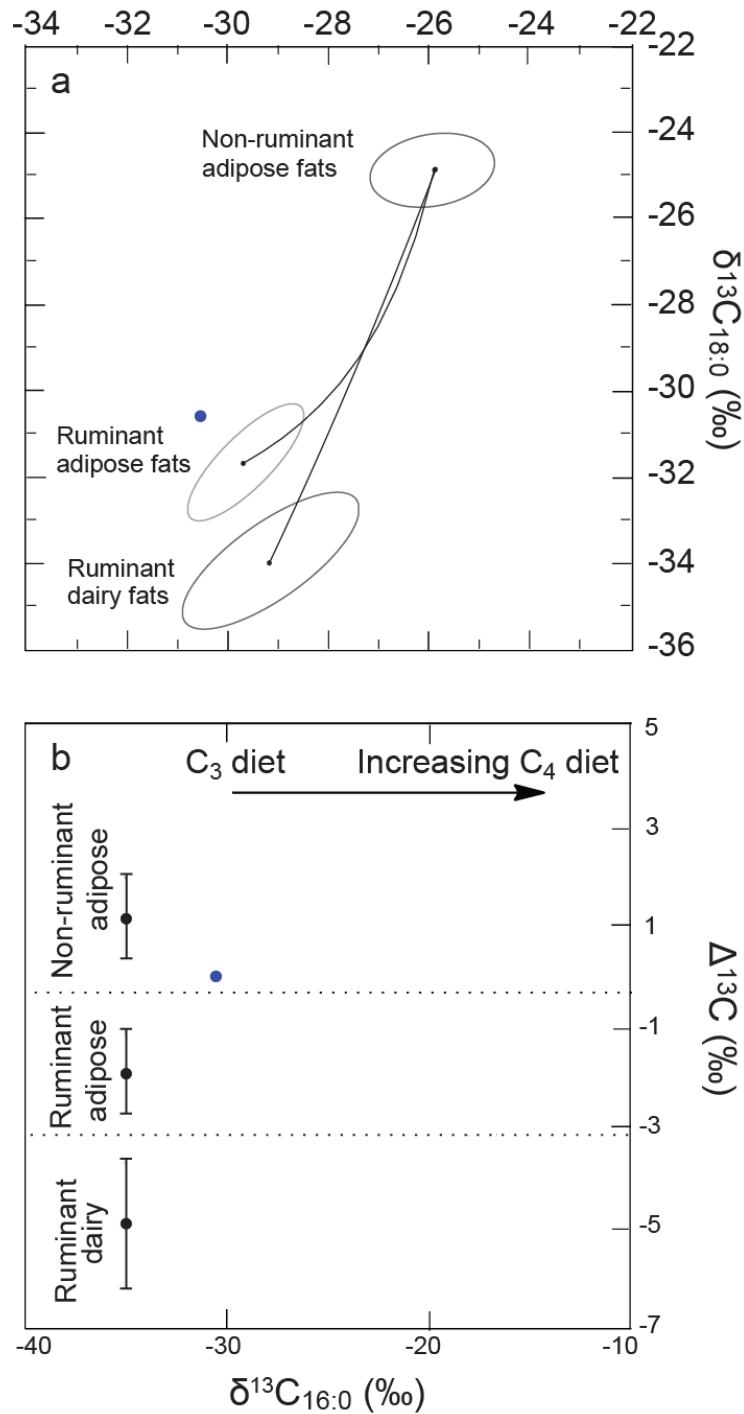 -34 -32 -30 -28 -26 -24 -22
a
-22
Non-ruminant
adipose fats
-24
-26
-28
δ13C18:0 (‰)
-30
Ruminant
adipose fats
-32
Ruminant
dairy fats
-34
-36
b
C3 diet
Increasing C4 diet
5
3
Non-ruminant
adipose
1
Δ13C (‰)
-1
Ruminant
adipose
-3
Ruminant
dairy
-5
-7
-40 -30 -20 -10
δ13C16:0 (‰)